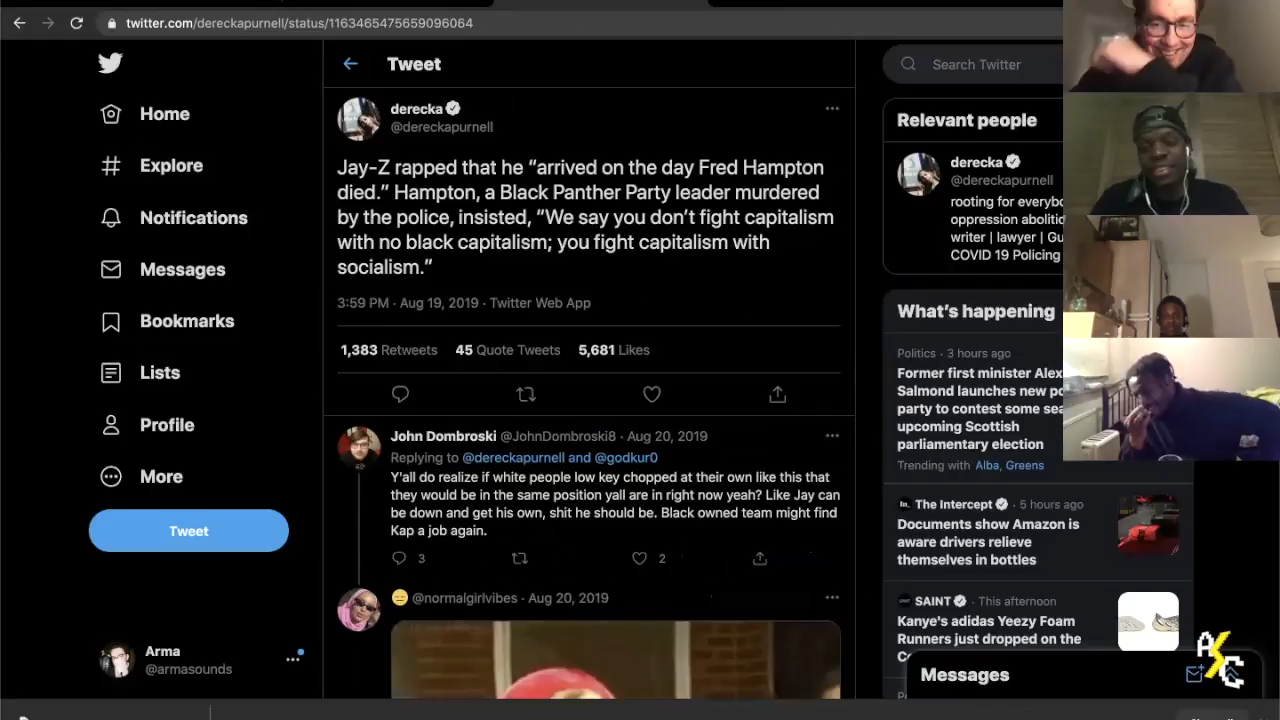 twitter.com/dereckapurnell/status/1163465475659096064
Home
Explore
Notifications
Messages
Bookmarks
Lists
Profile
More
Tweet
Arma
@armasounds
Tweet
derecka
@dereckapurnell
Jay-Z rapped that he “arrived on the day Fred Hampton
died.” Hampton, a Black Panther Party leader murdered
by the police, insisted, “We say you don’t fight capitalism
with no black capitalism; you fight capitalism with
socialism.”
3:59 PM · Aug 19, 2019 · Twitter Web App
1,383 Retweets 45 Quote Tweets 5,681 Likes
John Dombroski @JohnDombroski8 · Aug 20, 2019
Replying to @dereckapurnell and @godkur0
Y'all do realize if white people low key chopped at their own like this that
they would be in the same position yall are in right now yeah? Like Jay can
be down and get his own, shit he should be. Black owned team might find
Kap a job again.
3 2
😑 @normalgirlvibes · Aug 20, 2019
Search Twitter
Relevant people
derecka
@dereckapurnell
rooting for everybo
oppression abolitio
writer | lawyer | Gu
COVID 19 Policing
What’s happening
Politics · 3 hours ago
Former first minister Alex
Salmond launches new po
party to contest some sea
upcoming Scottish
parliamentary election
Trending with Alba, Greens
The Intercept · 5 hours ago
Documents show Amazon is
aware drivers relieve
themselves in bottles
SAINT · This afternoon
Kanye's adidas Yeezy Foam
Runners just dropped on the
Messages